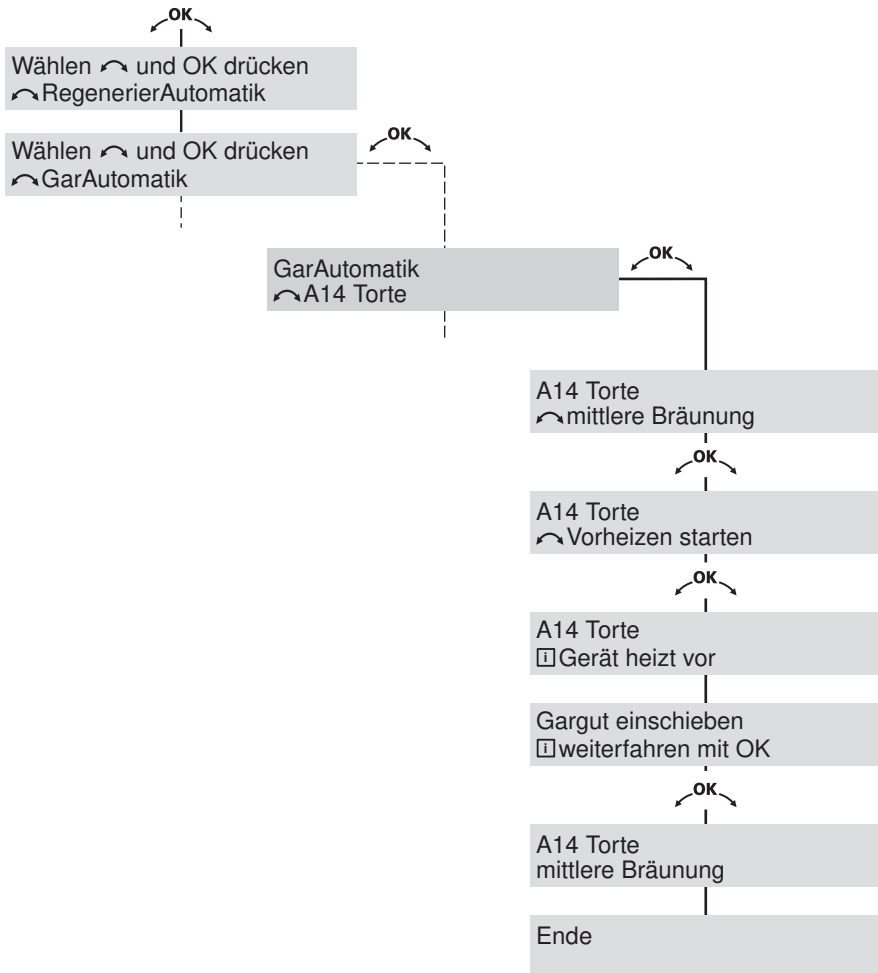 OK
Wählen und OK drücken
RegenerierAutomatik
Wählen und OK drücken
GarAutomatik
OK
GarAutomatik
A14 Torte
OK
A14 Torte
mittlere Bräunung
OK
A14 Torte
Vorheizen starten
OK
A14 Torte
i Gerät heizt vor
Gargut einschieben
i weiterfahren mit OK
OK
A14 Torte
mittlere Bräunung
Ende